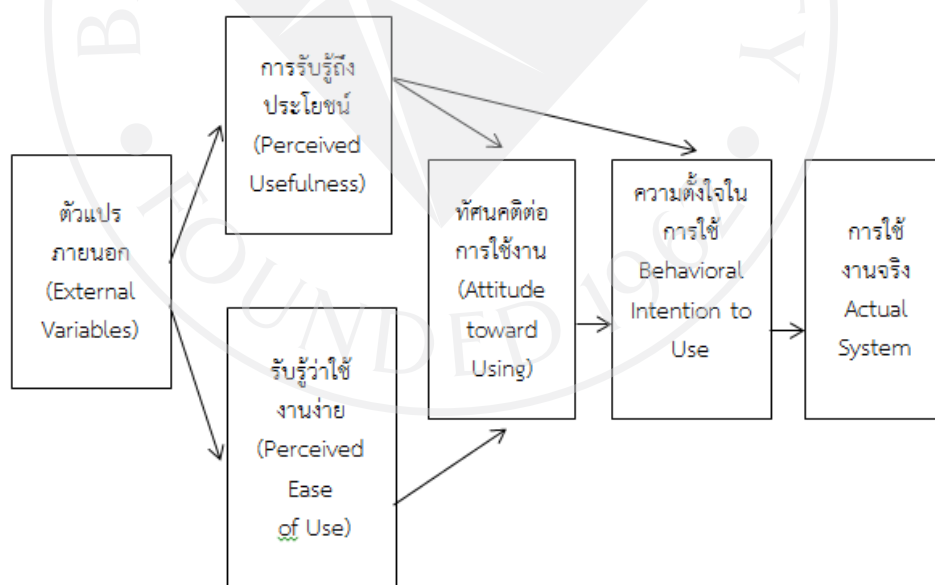 การรับรู้ถึง
ประโยชน์
(Perceived
Usefulness)
ตัวแปร
ภายนอก
(External
Variables)
รับรู้ว่าใช้
งานง่าย
(Perceived
Ease
of Use)
ทัศนคติต่อ
การใช้งาน
(Attitude
toward
Using)
ความตั้งใจใน
การใช้
Behavioral
Intention to
Use
การใช้
งานจริง
Actual
System
FOUNDED